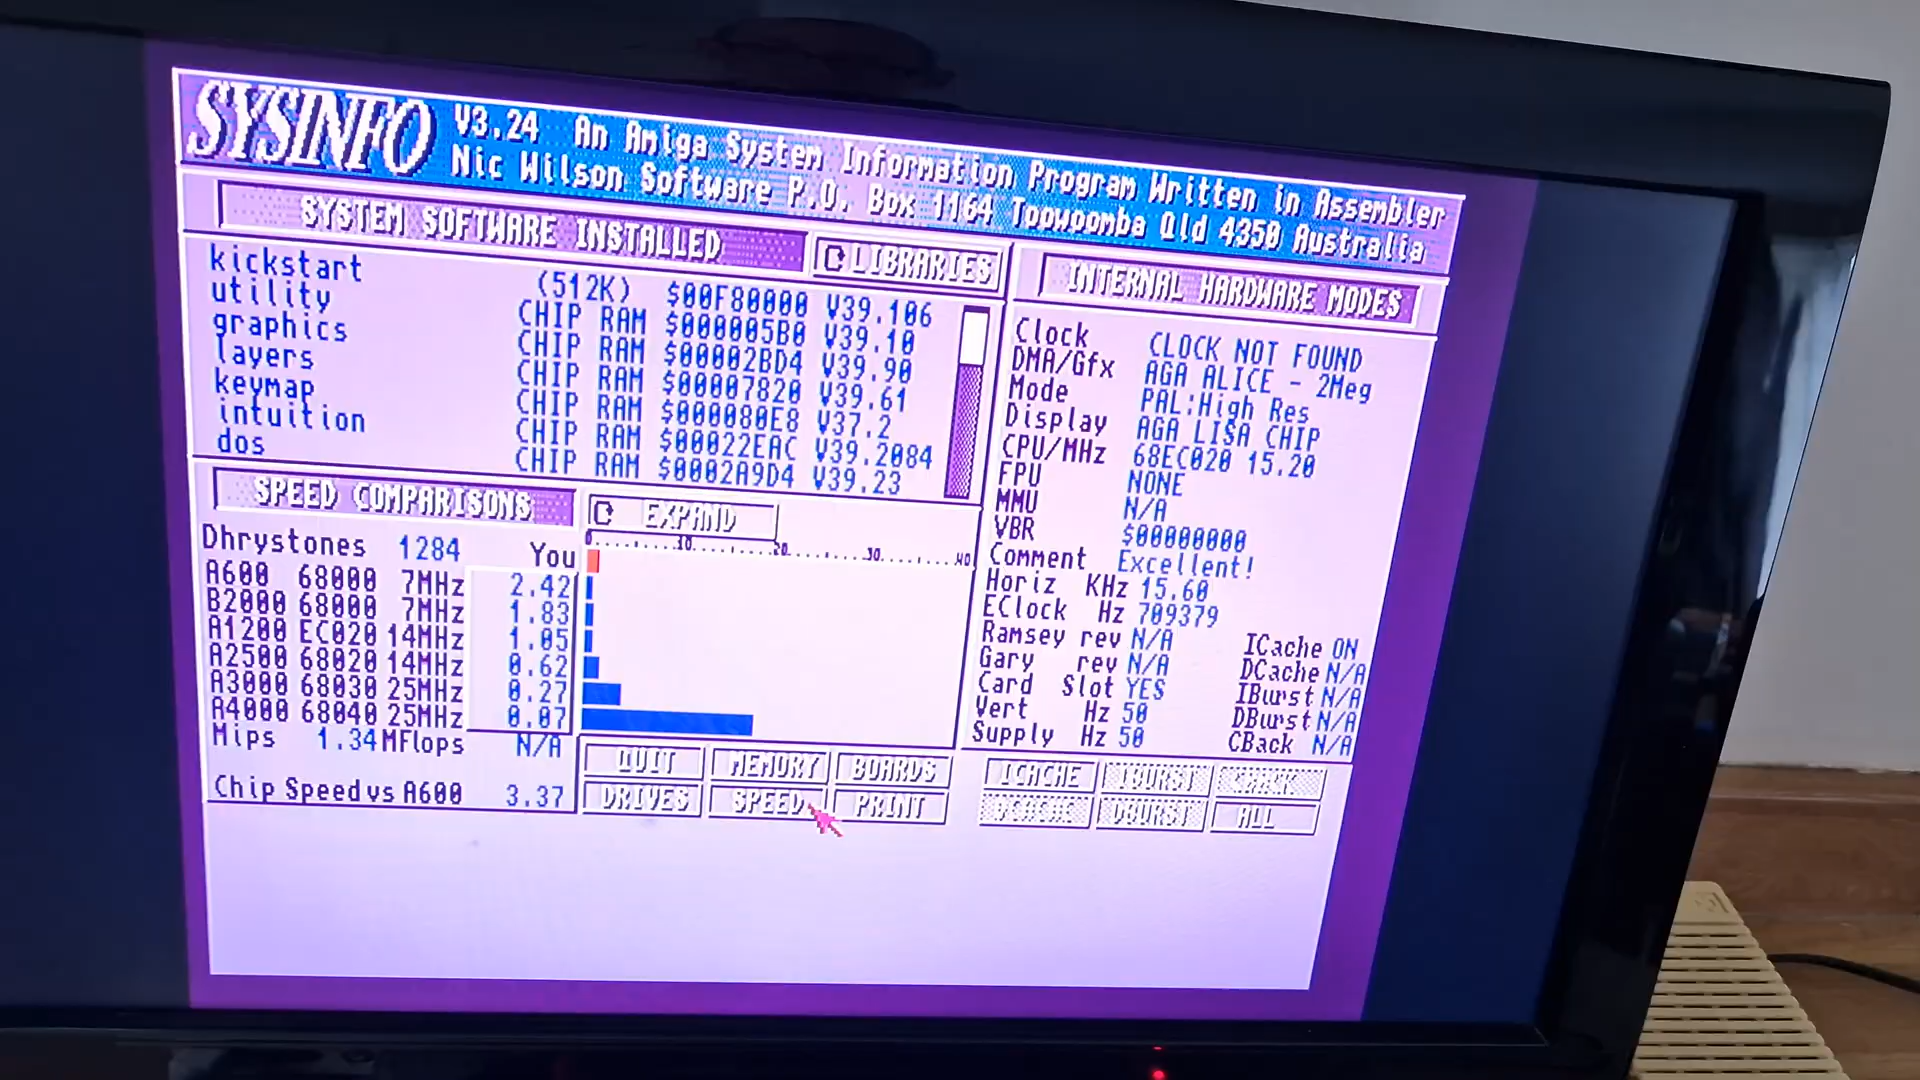 SYSINFO
V3.24 An Amiga System Information Program Written in Assembler
Nic Wilson Software P.O. Box 1164 Toowoomba Qld 4350 Australia
SYSTEM SOFTWARE INSTALLED
LIBRARIES
kickstart (512K) $00F80000 V39.106
utility CHIP RAM $000005B0 V39.10
graphics CHIP RAM $00002BD4 V39.90
layers CHIP RAM $00007820 V39.61
keymap CHIP RAM $000080E8 V37.2
intuition CHIP RAM $00022EAC V39.2084
dos CHIP RAM $0002A9D4 V39.23
INTERNAL HARDWARE MODES
Clock CLOCK NOT FOUND
DMA/Gfx AGA ALICE - 2Meg
Mode PAL:High Res
Display AGA LISA CHIP
CPU/MHz 68EC020 15.20
FPU NONE
MMU N/A
VBR $00000000
Comment Excellent!
Horiz KHz 15.60
EClock Hz 709379
Ramsey rev N/A ICache ON
Gary rev N/A DCache N/A
Card Slot YES IBurst N/A
Vert Hz 50 DBurst N/A
Supply Hz 50 CBack N/A
SPEED COMPARISONS
EXPAND
Dhrystones 1284 You 0.......10.......20.......30.......40
A600 68000 7MHz 2.42
B2000 68000 7MHz 1.83
A1200 EC020 14MHz 1.05
A2500 68020 14MHz 0.62
A3000 68030 25MHz 0.27
A4000 68040 25MHz 0.07
Mips 1.34 MFlops N/A
Chip Speed vs A600 3.37
QUIT MEMORY BOARDS
DRIVES SPEED PRINT
ICACHE IBURST CBACK
DCACHE DBURST ALL